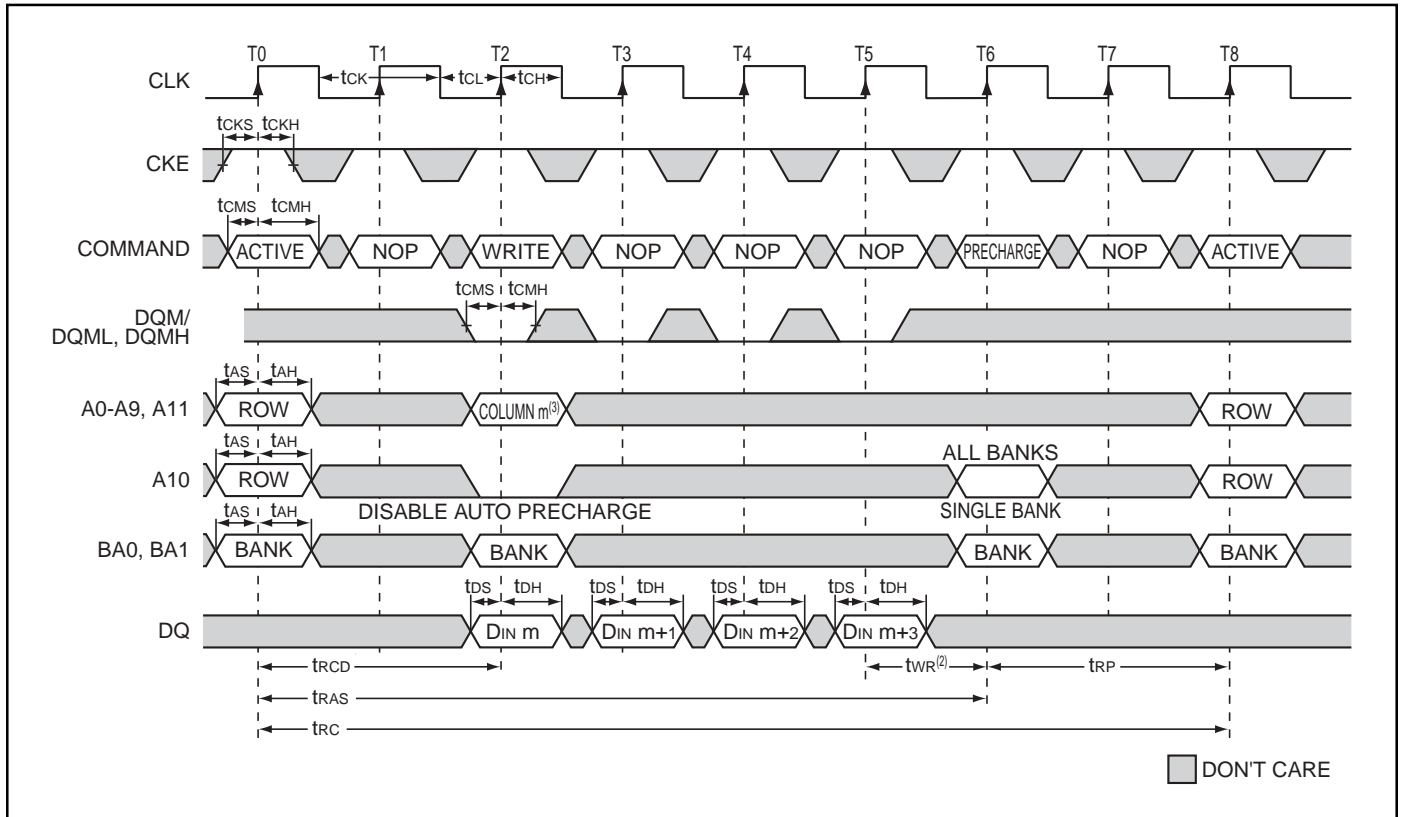 T0 T1 T2 T3 T4 T5 T6 T7 T8
CLK tCK tCL tCH
tCKS tCKH
CKE
tCMS tCMH
COMMAND ACTIVE NOP WRITE NOP NOP NOP PRECHARGE NOP ACTIVE
tCMS tCMH
DQM/
DQML, DQMH
tAS tAH
A0-A9, A11 ROW COLUMN m(3) ROW
tAS tAH ALL BANKS
A10 ROW ROW
tAS tAH DISABLE AUTO PRECHARGE SINGLE BANK
BA0, BA1 BANK BANK BANK BANK
tDS tDH tDS tDH tDS tDH tDS tDH
DQ DIN m DIN m+1 DIN m+2 DIN m+3
tRCD tWR(2) tRP
tRAS
tRC
DON'T CARE